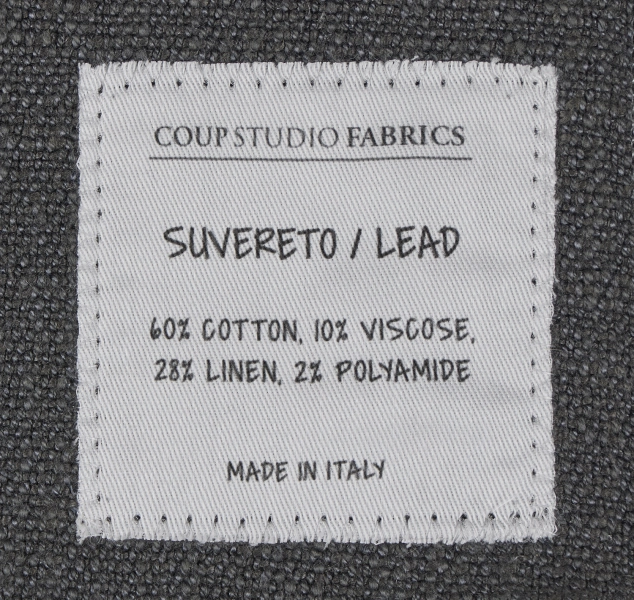 COUP STUDIO FABRICS
SUVERETO / LEAD
60% COTTON, 10% VISCOSE,
28% LINEN, 2% POLYAMIDE
MADE IN ITALY